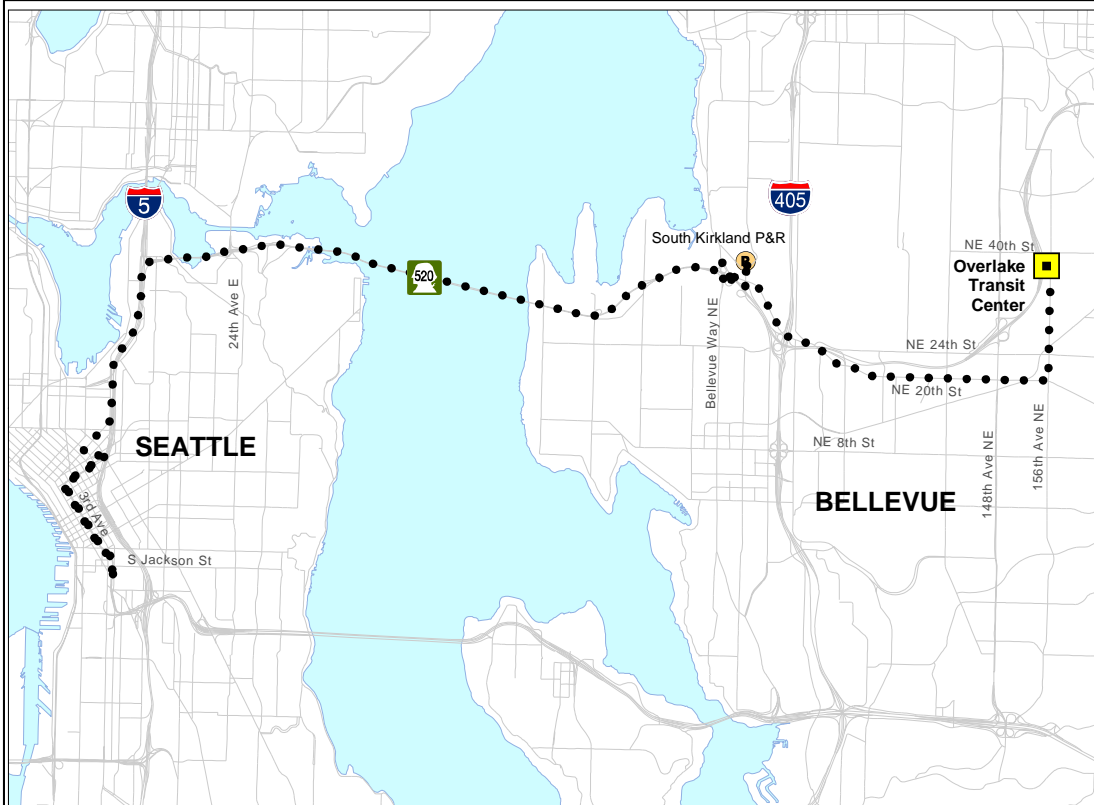 5
405
South Kirkland P&R
P
NE 40th St
Overlake
Transit
Center
520
24th Ave E
Bellevue Way NE
NE 24th St
NE 20th St
SEATTLE
NE 8th St
148th Ave NE
156th Ave NE
BELLEVUE
3rd Ave
S Jackson St